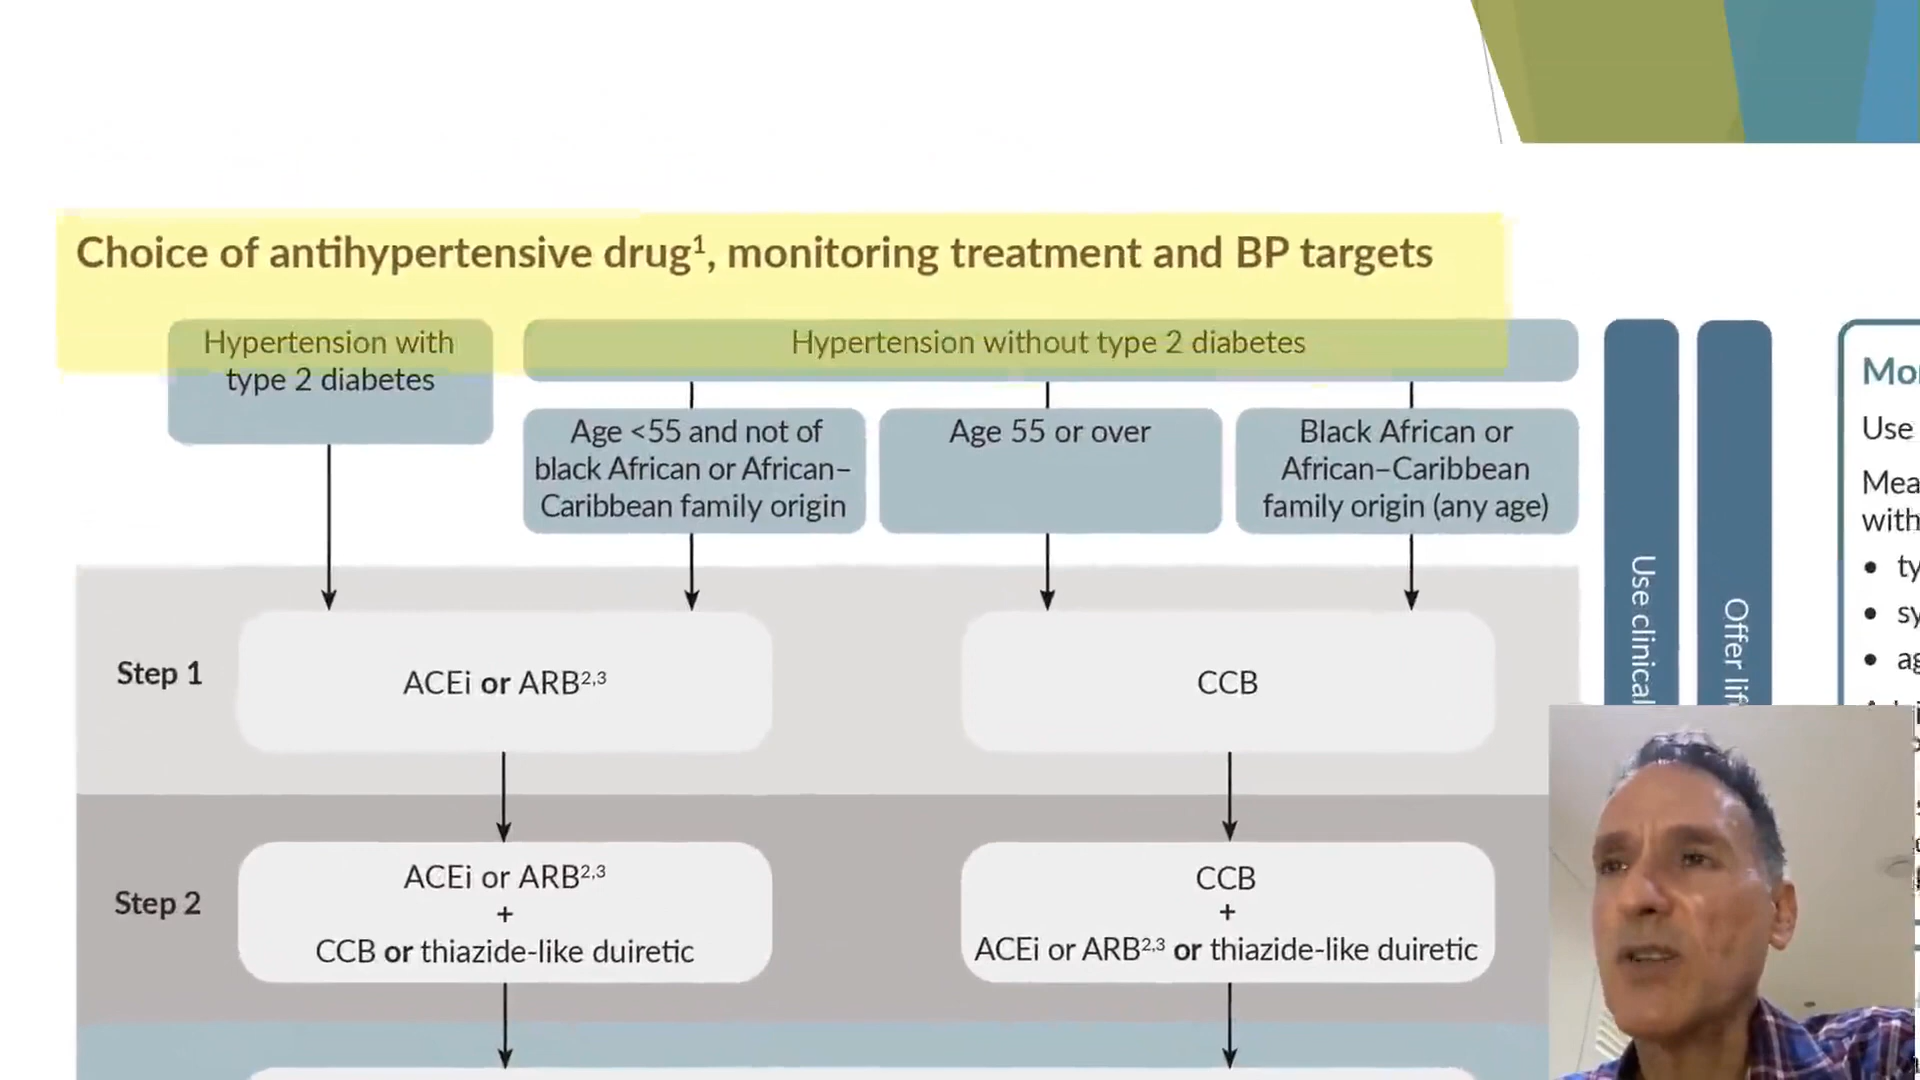 Choice of antihypertensive drug¹, monitoring treatment and BP targets
Hypertension with
type 2 diabetes
Hypertension without type 2 diabetes
Age <55 and not of
black African or African–
Caribbean family origin
Age 55 or over
Black African or
African–Caribbean
family origin (any age)
Step 1
ACEi or ARB²,³
CCB
Step 2
ACEi or ARB²,³
+
CCB or thiazide-like duiretic
CCB
+
ACEi or ARB²,³ or thiazide-like duiretic
Use clinical
Offer lif
Mo
Use
Mea
with
• ty
• sy
• ag